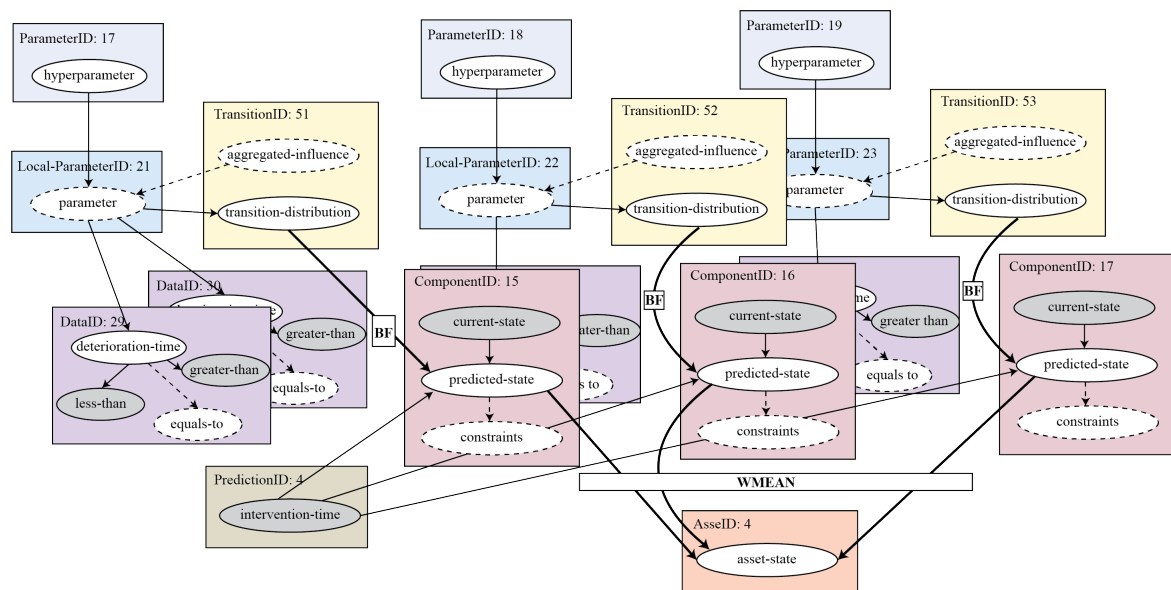 ParameterID: 17
hyperparameter
ParameterID: 18
hyperparameter
ParameterID: 19
hyperparameter
Local-ParameterID: 21
parameter
TransitionID: 51
aggregated-influence
transition-distribution
Local-ParameterID: 22
parameter
TransitionID: 52
aggregated-influence
transition-distribution
ParameterID: 23
parameter
TransitionID: 53
aggregated-influence
transition-distribution
DataID: 30
greater-than
equals-to
DataID: 29
deterioration-time
greater-than
less-than
equals-to
BF
ComponentID: 15
current-state
predicted-state
constraints
ater-than
s to
BF
ComponentID: 16
current-state
predicted-state
constraints
me
greater than
equals to
BF
ComponentID: 17
current-state
predicted-state
constraints
PredictionID: 4
intervention-time
WMEAN
AsseID: 4
asset-state